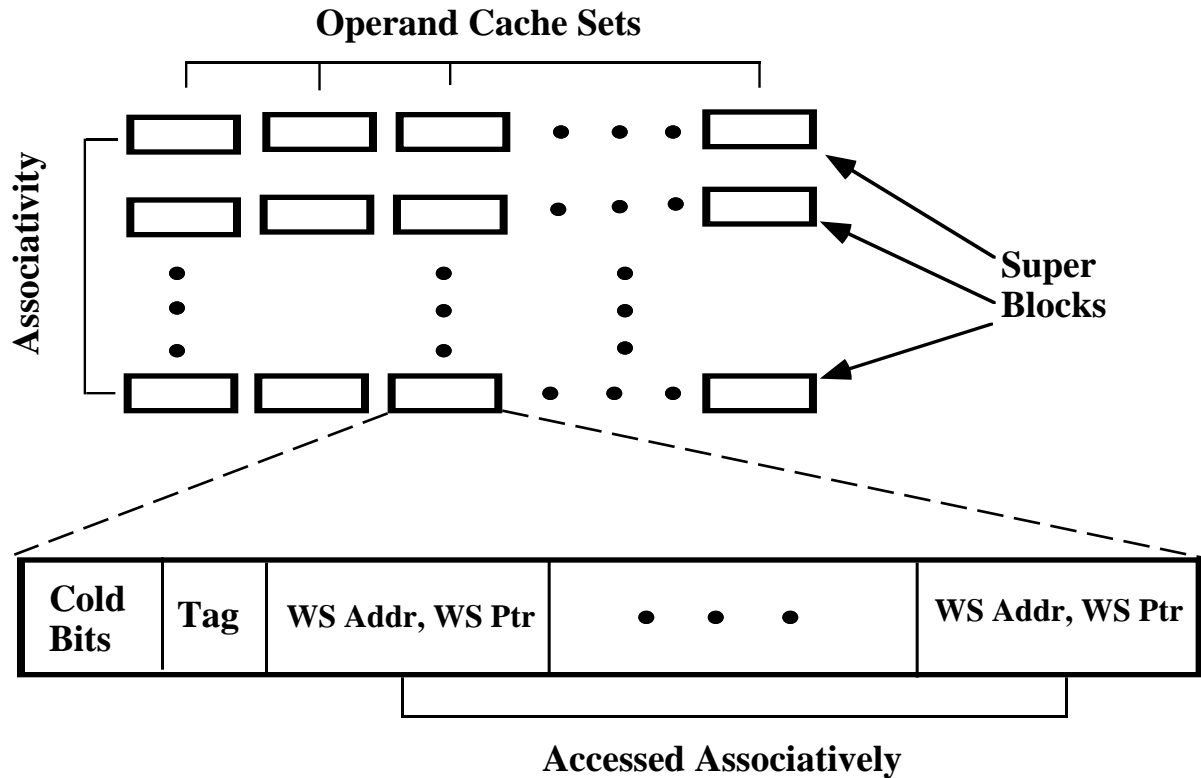 Operand Cache Sets
Associativity
Super
Blocks
Cold
Bits
Tag
WS Addr, WS Ptr
WS Addr, WS Ptr
Accessed Associatively